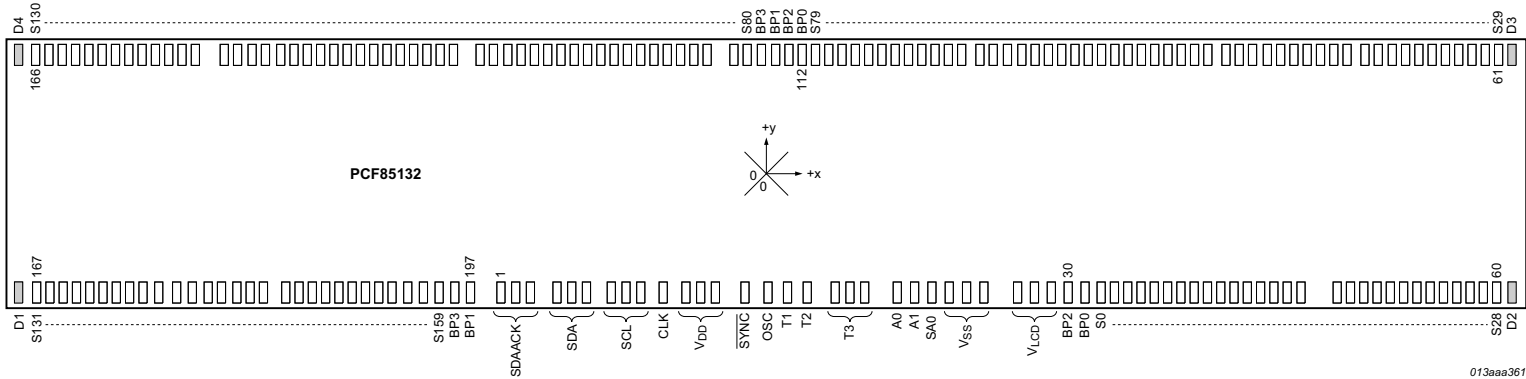 D4 S130 S80 BP3 BP1 BP2 BP0 S79 S29 D3
166 112 61
+y
PCF85132
0 +x
0
167 197 1 30 60
D1 S131 S159 BP3 BP1 SDAACK SDA SCL CLK VDD SYNC OSC T1 T2 T3 A0 A1 SA0 VSS VLCD BP2 BP0 S0 S28 D2
013aaa361